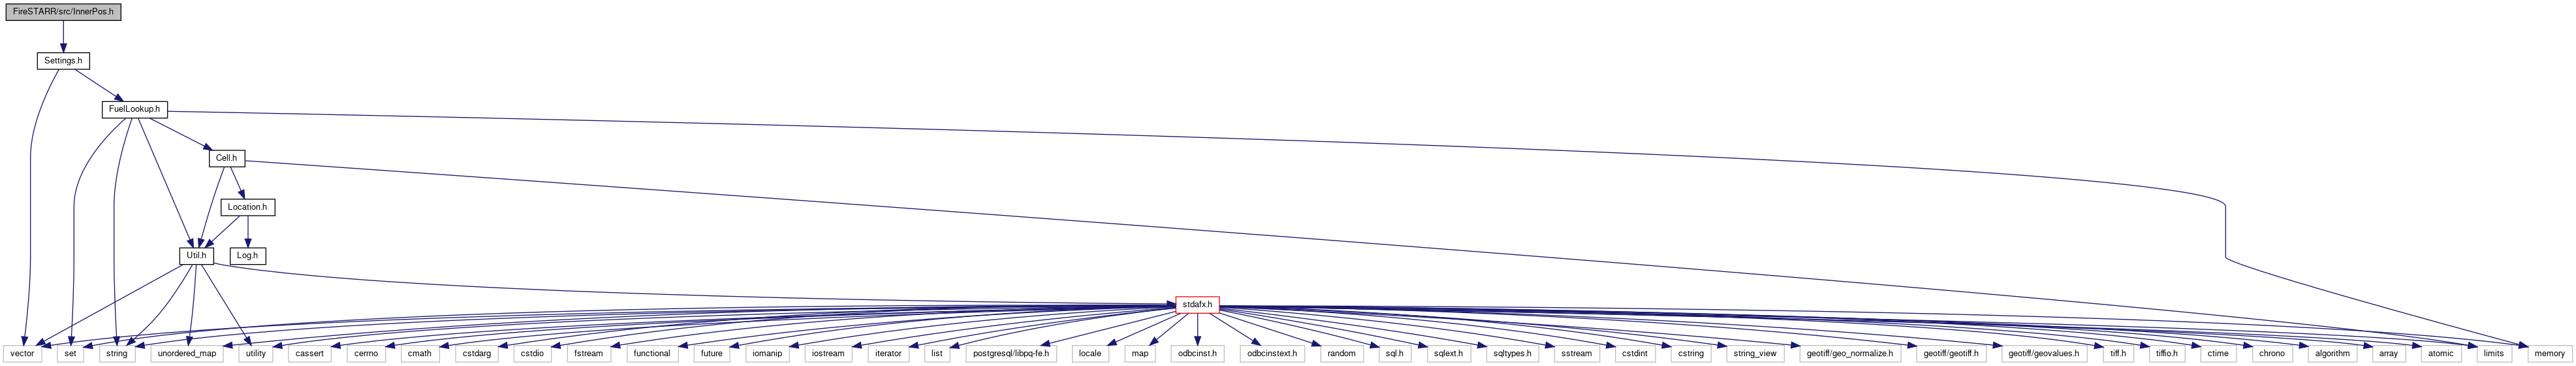 FireSTARR/src/InnerPos.h
Settings.h
FuelLookup.h
Cell.h
Location.h
Util.h
Log.h
stdafx.h
vector
set
string
unordered_map
utility
cassert
cerrno
cmath
cstdarg
cstdio
fstream
functional
future
iomanip
iostream
iterator
list
postgresql/libpq-fe.h
locale
map
odbcinst.h
odbcinstext.h
random
sql.h
sqlext.h
sqltypes.h
sstream
cstdint
cstring
string_view
geotiff/geo_normalize.h
geotiff/geotiff.h
geotiff/geovalues.h
tiff.h
tiffio.h
ctime
chrono
algorithm
array
atomic
limits
memory